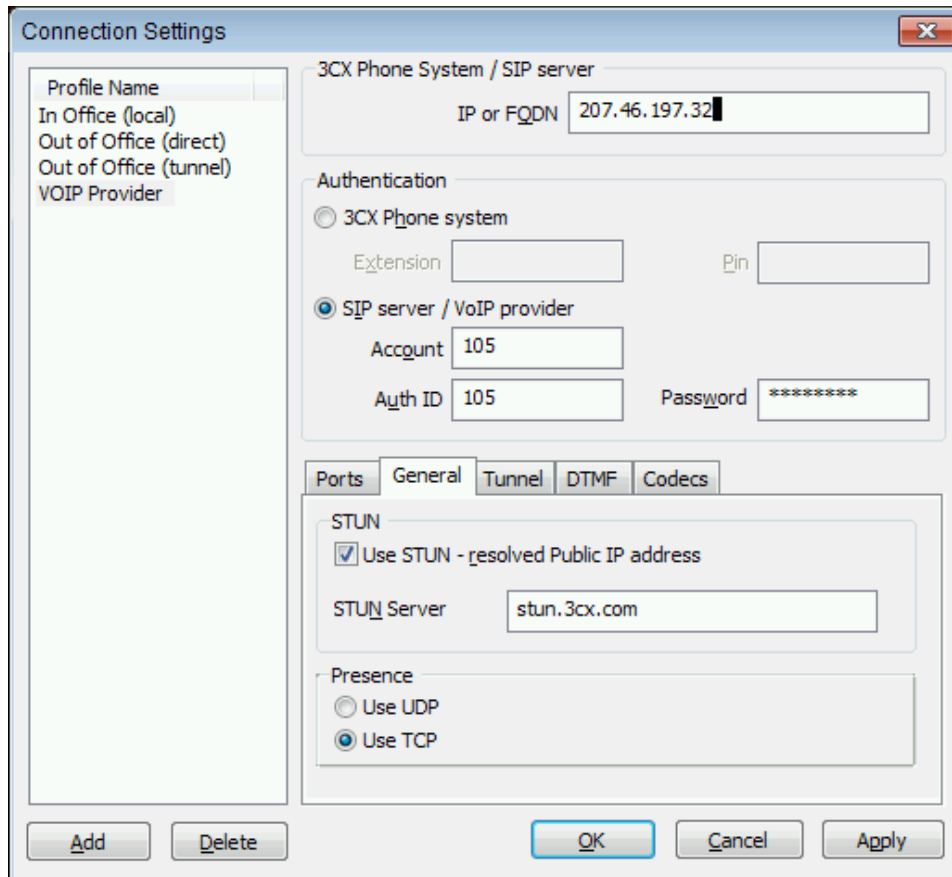 Connection Settings
Profile Name
In Office (local)
Out of Office (direct)
Out of Office (tunnel)
VOIP Provider
3CX Phone System / SIP server
IP or FQDN 207.46.197.32
Authentication
3CX Phone system
Extension Pin
SIP server / VoIP provider
Account 105
Auth ID 105 Password ********
Ports General Tunnel DTMF Codecs
STUN
Use STUN - resolved Public IP address
STUN Server stun.3cx.com
Presence
Use UDP
Use TCP
Add Delete OK Cancel Apply